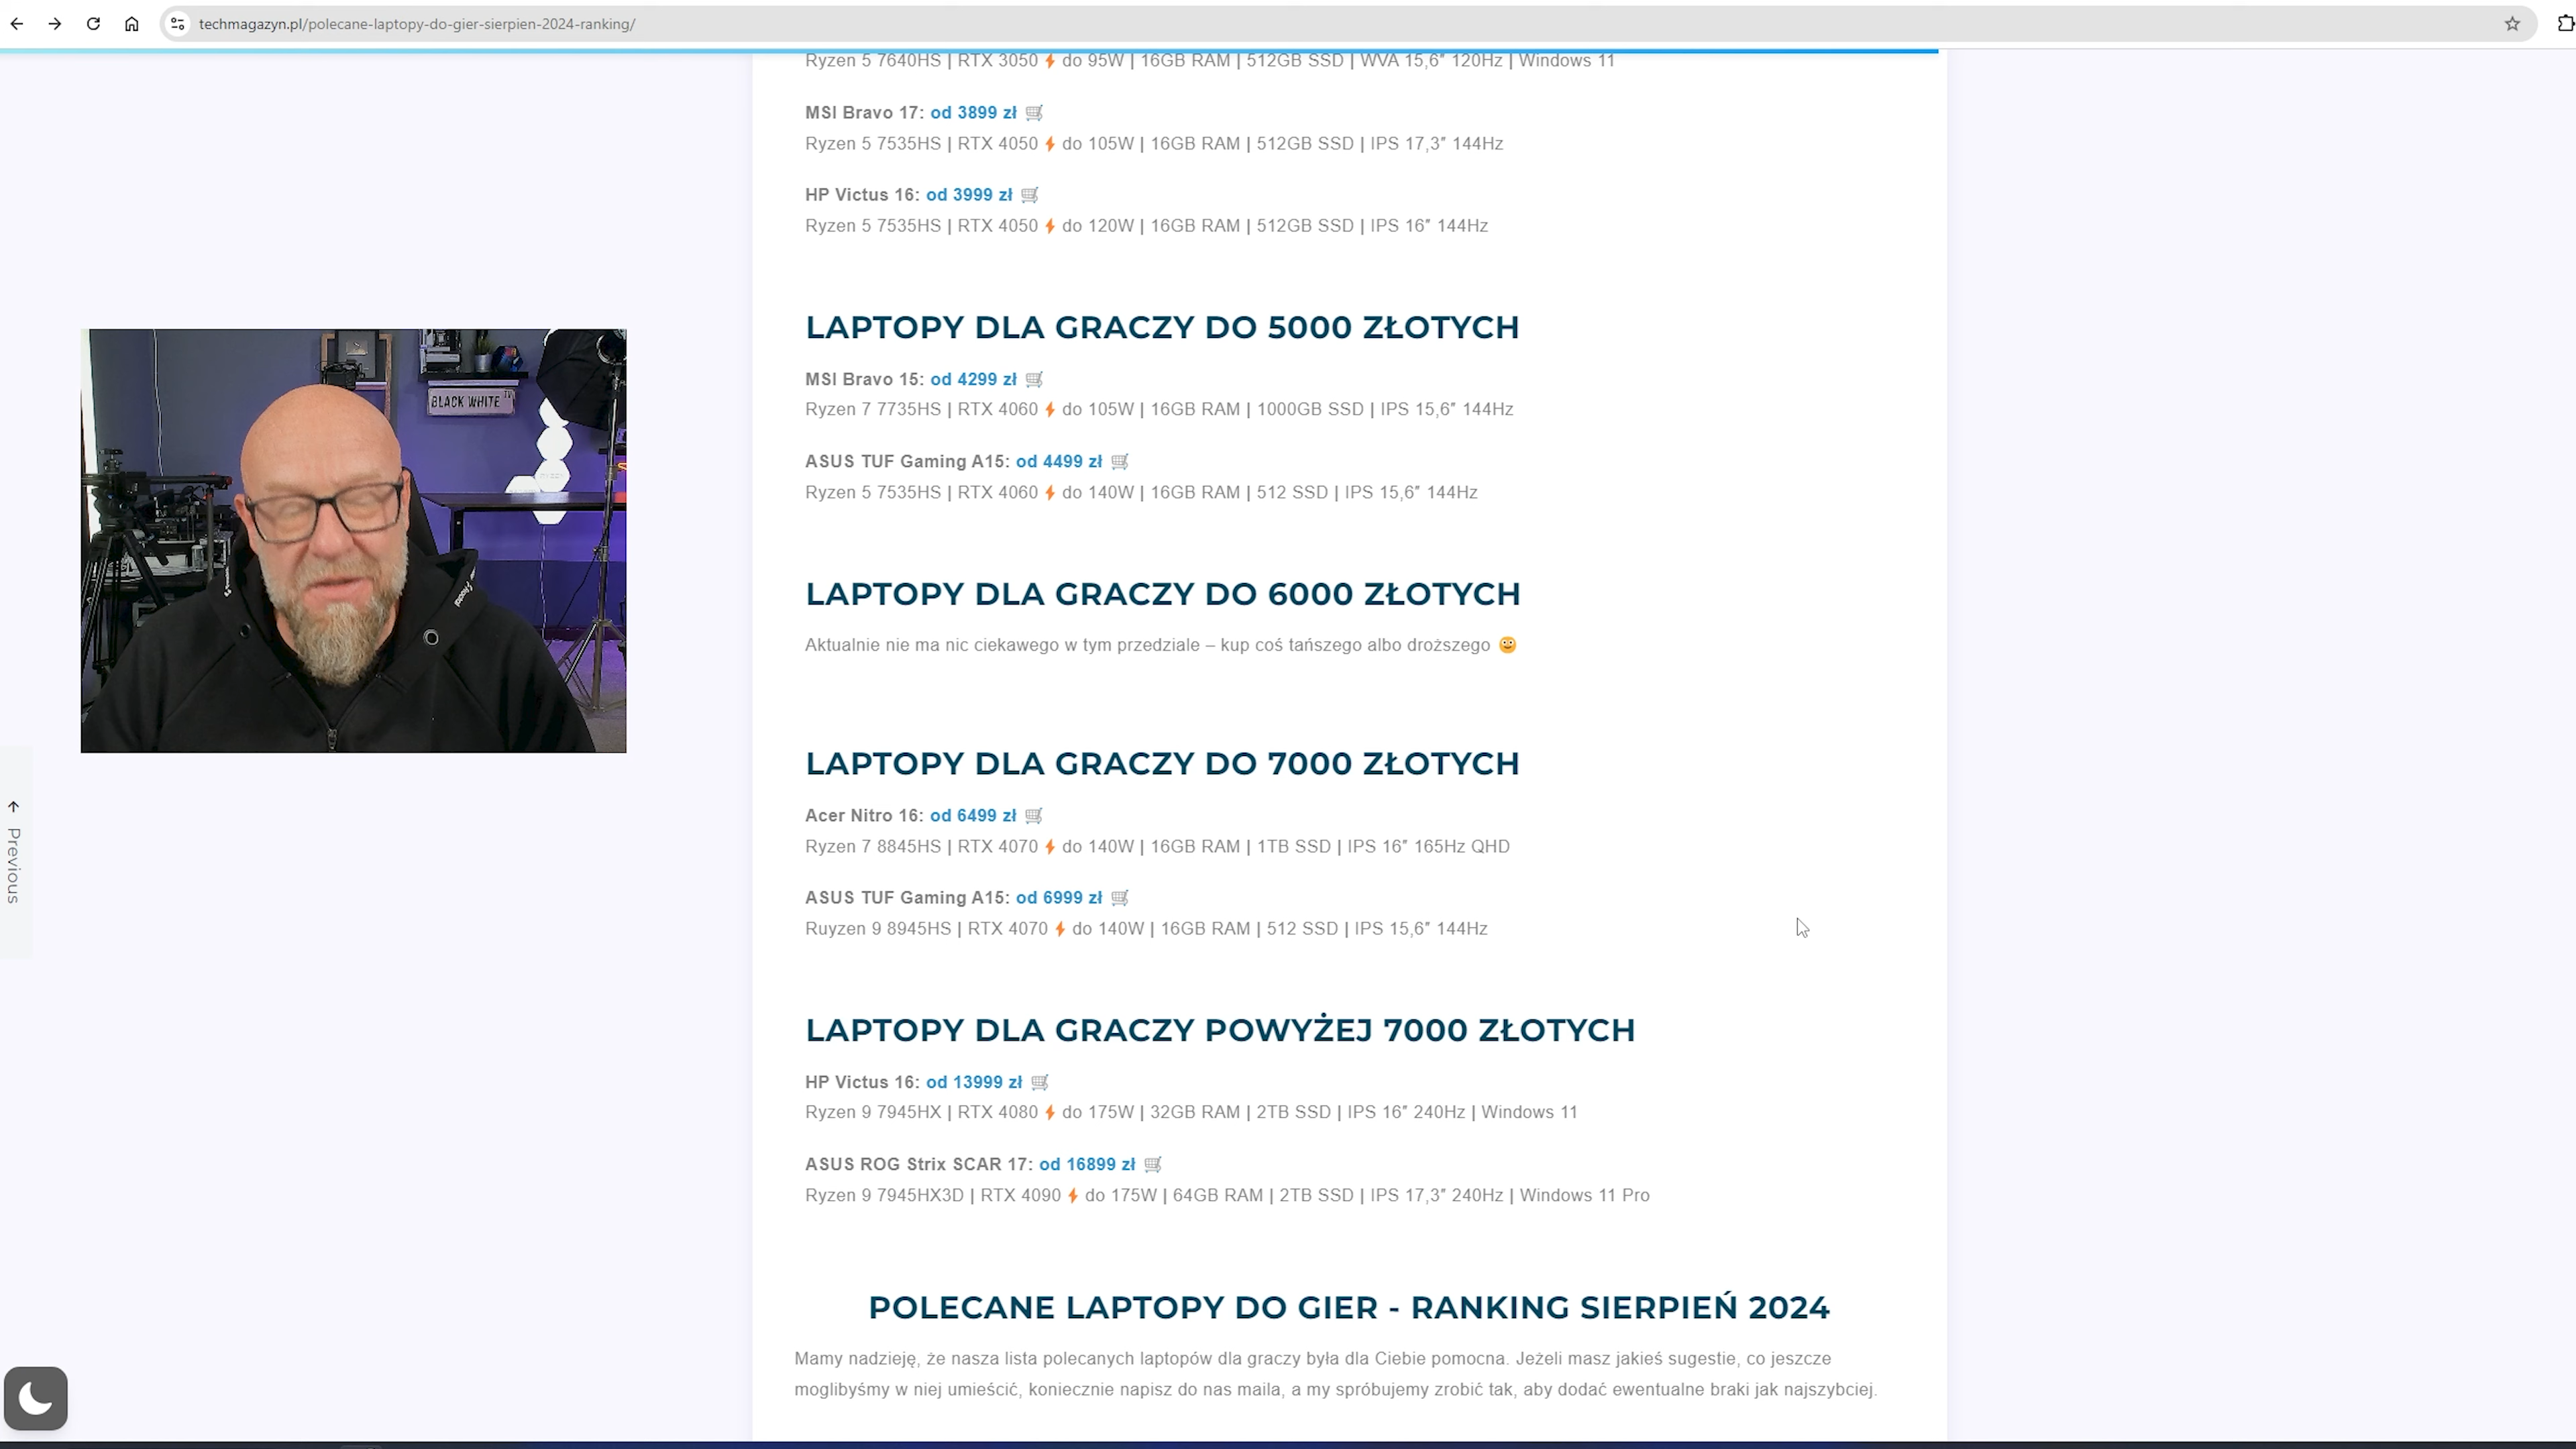 techmagazyn.pl/polecane-laptopy-do-gier-sierpien-2024-ranking/
Ryzen 5 7640HS | RTX 3050 ⚡ do 95W | 16GB RAM | 512GB SSD | WVA 15,6″ 120Hz | Windows 11
MSI Bravo 17: od 3899 zł 🛒
Ryzen 5 7535HS | RTX 4050 ⚡ do 105W | 16GB RAM | 512GB SSD | IPS 17,3″ 144Hz
HP Victus 16: od 3999 zł 🛒
Ryzen 5 7535HS | RTX 4050 ⚡ do 120W | 16GB RAM | 512GB SSD | IPS 16″ 144Hz
LAPTOPY DLA GRACZY DO 5000 ZŁOTYCH
MSI Bravo 15: od 4299 zł 🛒
Ryzen 7 7735HS | RTX 4060 ⚡ do 105W | 16GB RAM | 1000GB SSD | IPS 15,6″ 144Hz
ASUS TUF Gaming A15: od 4499 zł 🛒
Ryzen 5 7535HS | RTX 4060 ⚡ do 140W | 16GB RAM | 512 SSD | IPS 15,6″ 144Hz
BLACK WHITE TV
LAPTOPY DLA GRACZY DO 6000 ZŁOTYCH
Aktualnie nie ma nic ciekawego w tym przedziale – kup coś tańszego albo droższego 🙂
LAPTOPY DLA GRACZY DO 7000 ZŁOTYCH
Acer Nitro 16: od 6499 zł 🛒
Ryzen 7 8845HS | RTX 4070 ⚡ do 140W | 16GB RAM | 1TB SSD | IPS 16″ 165Hz QHD
ASUS TUF Gaming A15: od 6999 zł 🛒
Ruyzen 9 8945HS | RTX 4070 ⚡ do 140W | 16GB RAM | 512 SSD | IPS 15,6″ 144Hz
← Previous
LAPTOPY DLA GRACZY POWYŻEJ 7000 ZŁOTYCH
HP Victus 16: od 13999 zł 🛒
Ryzen 9 7945HX | RTX 4080 ⚡ do 175W | 32GB RAM | 2TB SSD | IPS 16″ 240Hz | Windows 11
ASUS ROG Strix SCAR 17: od 16899 zł 🛒
Ryzen 9 7945HX3D | RTX 4090 ⚡ do 175W | 64GB RAM | 2TB SSD | IPS 17,3″ 240Hz | Windows 11 Pro
POLECANE LAPTOPY DO GIER - RANKING SIERPIEŃ 2024
Mamy nadzieję, że nasza lista polecanych laptopów dla graczy była dla Ciebie pomocna. Jeżeli masz jakieś sugestie, co jeszcze
moglibyśmy w niej umieścić, koniecznie napisz do nas maila, a my spróbujemy zrobić tak, aby dodać ewentualne braki jak najszybciej.